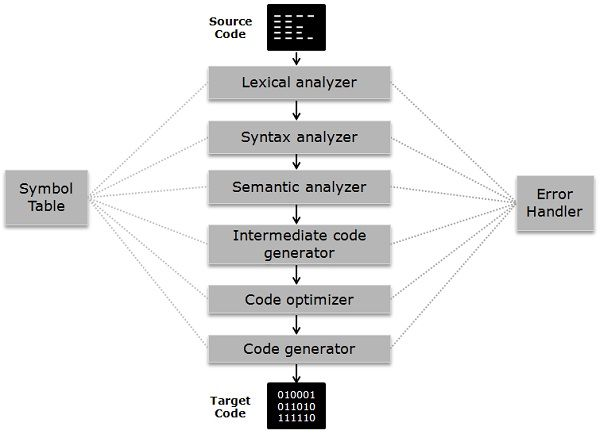 Source
Code
Lexical analyzer
Syntax analyzer
Semantic analyzer
Symbol
Table
Error
Handler
Intermediate code
generator
Code optimizer
Code generator
Target
Code
010001
011010
111110